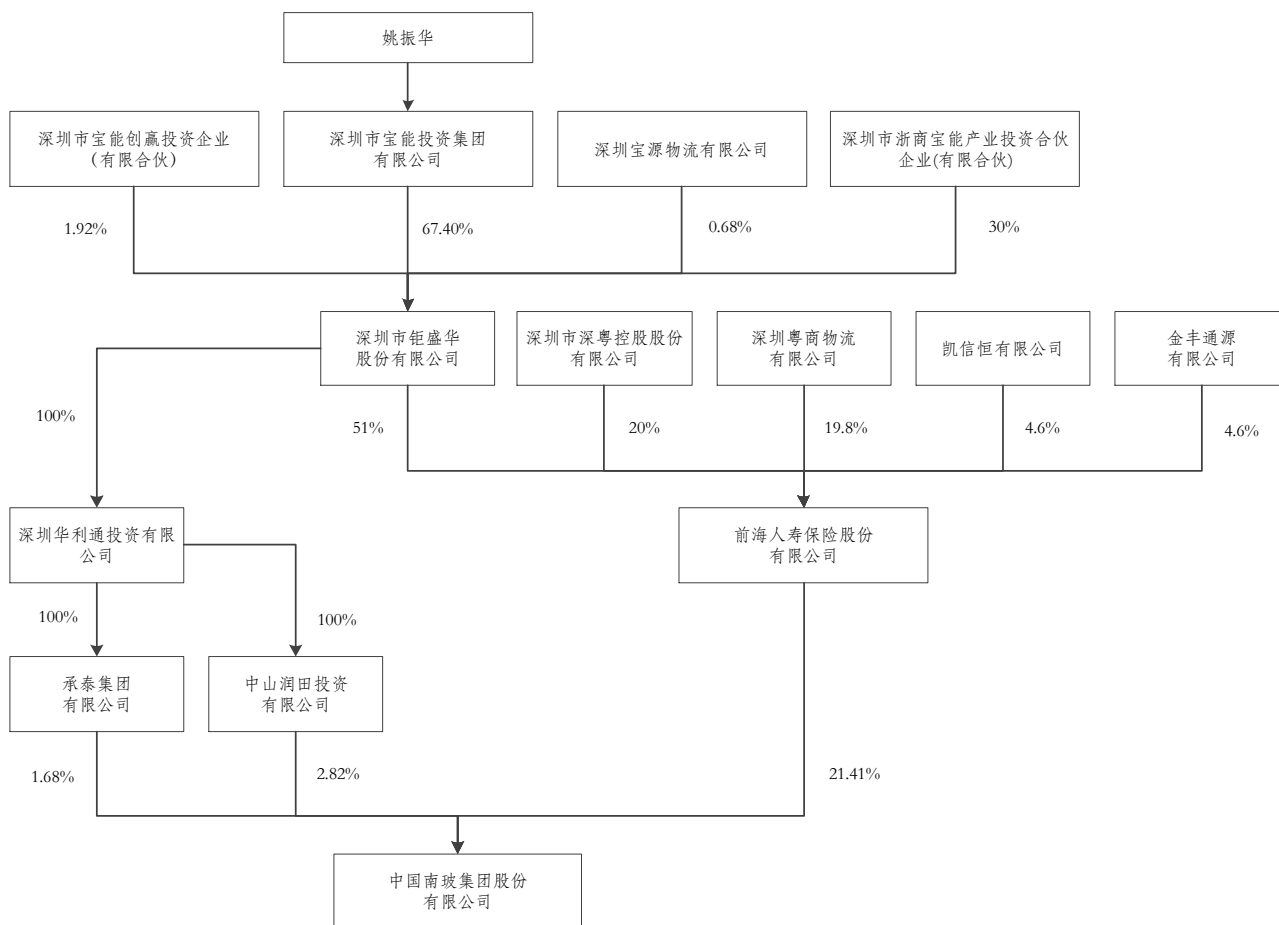 姚振华
深圳市宝能创赢投资企业
（有限合伙）
深圳市宝能投资集团
有限公司
深圳宝源物流有限公司
深圳市浙商宝能产业投资合伙
企业(有限合伙)
1.92%
67.40%
0.68%
30%
深圳市钜盛华
股份有限公司
深圳市深粤控股股份
有限公司
深圳粤商物流
有限公司
凯信恒有限公司
金丰通源
有限公司
100%
51%
20%
19.8%
4.6%
4.6%
深圳华利通投资有限
公司
前海人寿保险股份
有限公司
100%
100%
承泰集团
有限公司
中山润田投资
有限公司
1.68%
2.82%
21.41%
中国南玻集团股份
有限公司